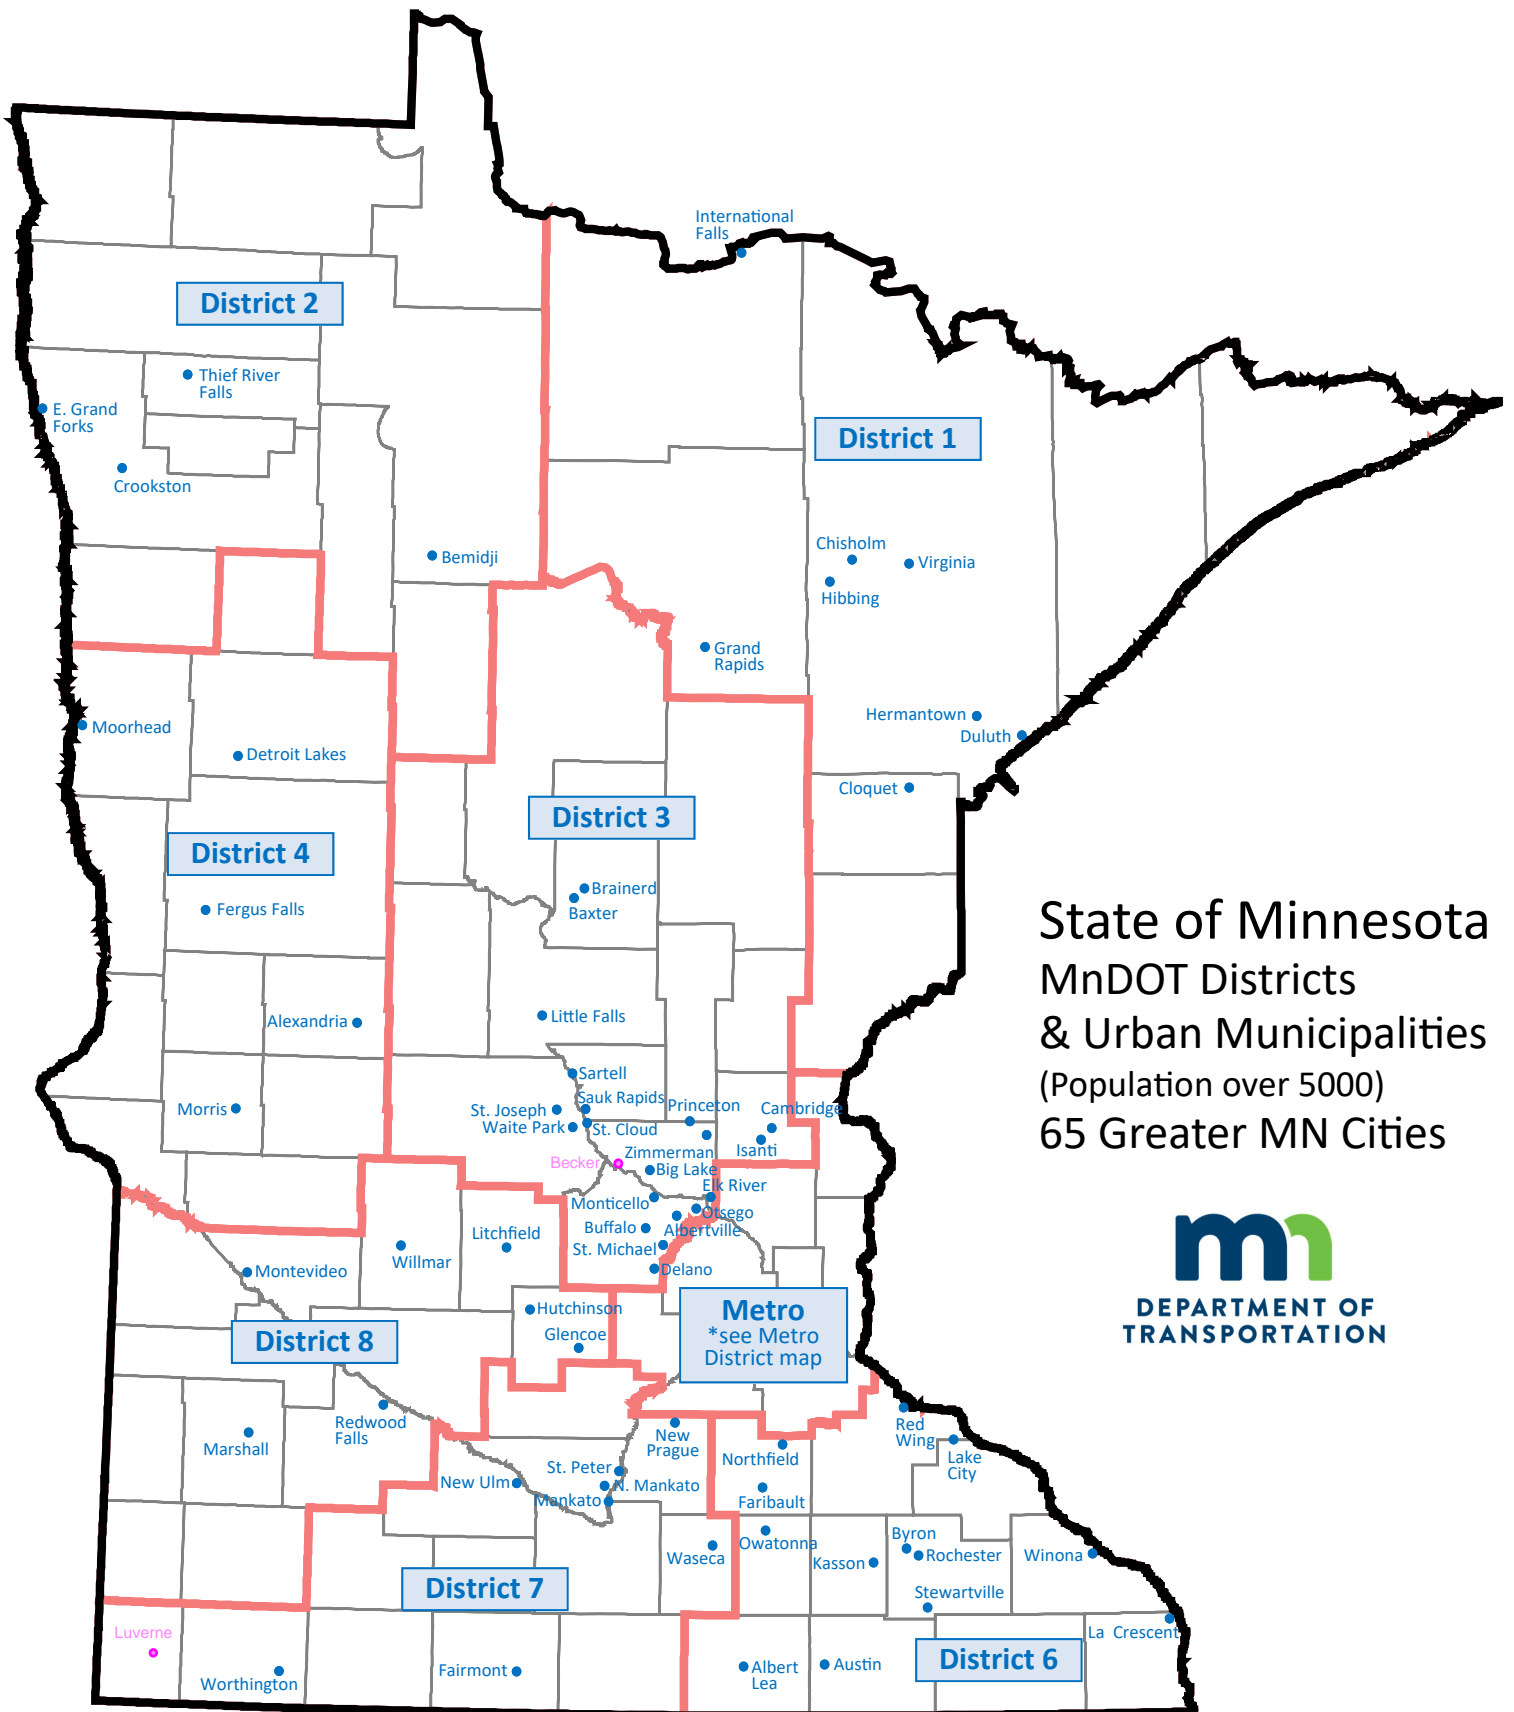 International
Falls
District 2
Thief River
Falls
E. Grand
Forks
District 1
Crookston
Chisholm
Bemidji
Virginia
Hibbing
Grand
Rapids
Hermantown
Moorhead
Duluth
Detroit Lakes
Cloquet
District 3
District 4
Brainerd
Baxter
Fergus Falls
State of Minnesota
MnDOT Districts
& Urban Municipalities
(Population over 5000)
65 Greater MN Cities
Little Falls
Alexandria
Sartell
Sauk Rapids
Princeton
Cambridge
Morris
St. Joseph
Waite Park
St. Cloud
Isanti
Zimmerman
Becker
Big Lake
Elk River
Monticello
Otsego
Buffalo
Albertville
Litchfield
St. Michael
Willmar
Delano
Montevideo
mn
DEPARTMENT OF
TRANSPORTATION
Hutchinson
Glencoe
Metro
*see Metro
District map
District 8
Redwood
Falls
Red
Wing
New
Prague
Marshall
Northfield
Lake
City
St. Peter
New Ulm
N. Mankato
Mankato
Faribault
Owatonna
Byron
Waseca
Kasson
Rochester
Winona
District 7
Stewartville
Luverne
La Crescent
District 6
Worthington
Fairmont
Albert
Lea
Austin